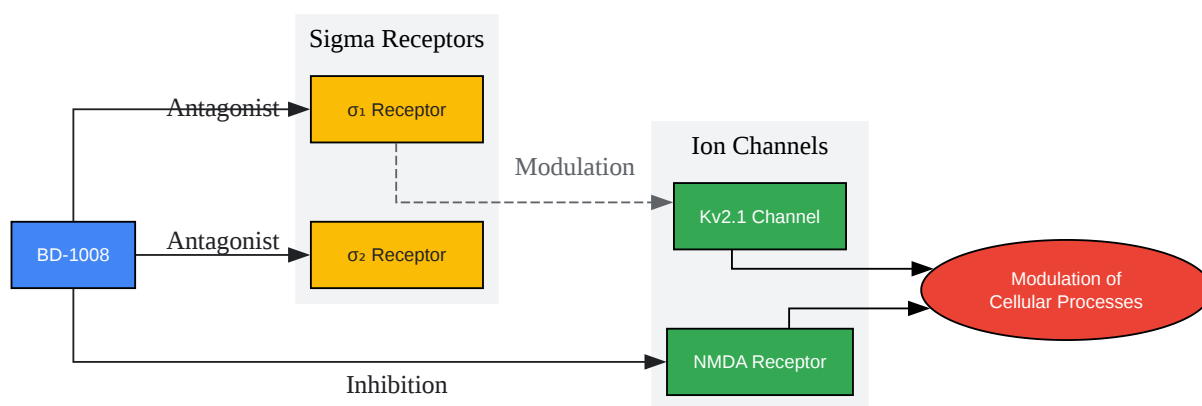 Sigma Receptors
Antagonist
σ₁ Receptor
Modulation
Ion Channels
Kv2.1 Channel
BD-1008
Antagonist
σ₂ Receptor
Modulation of
Cellular Processes
NMDA Receptor
Inhibition